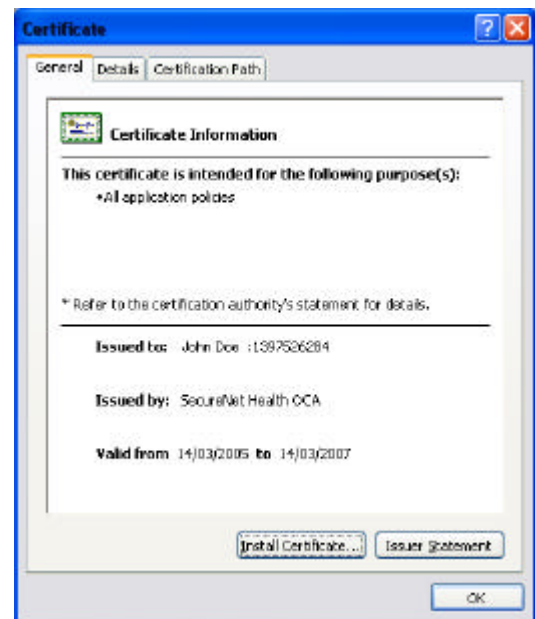 Certificate
General Details Certification Path
Certificate Information
This certificate is intended for the following purpose(s):
•All application policies
* Refer to the certification authority's statement for details.
Issued to: John Doe :1397526284
Issued by: SecureNet Health OCA
Valid from 14/03/2005 to 14/03/2007
Install Certificate... Issuer Statement
OK